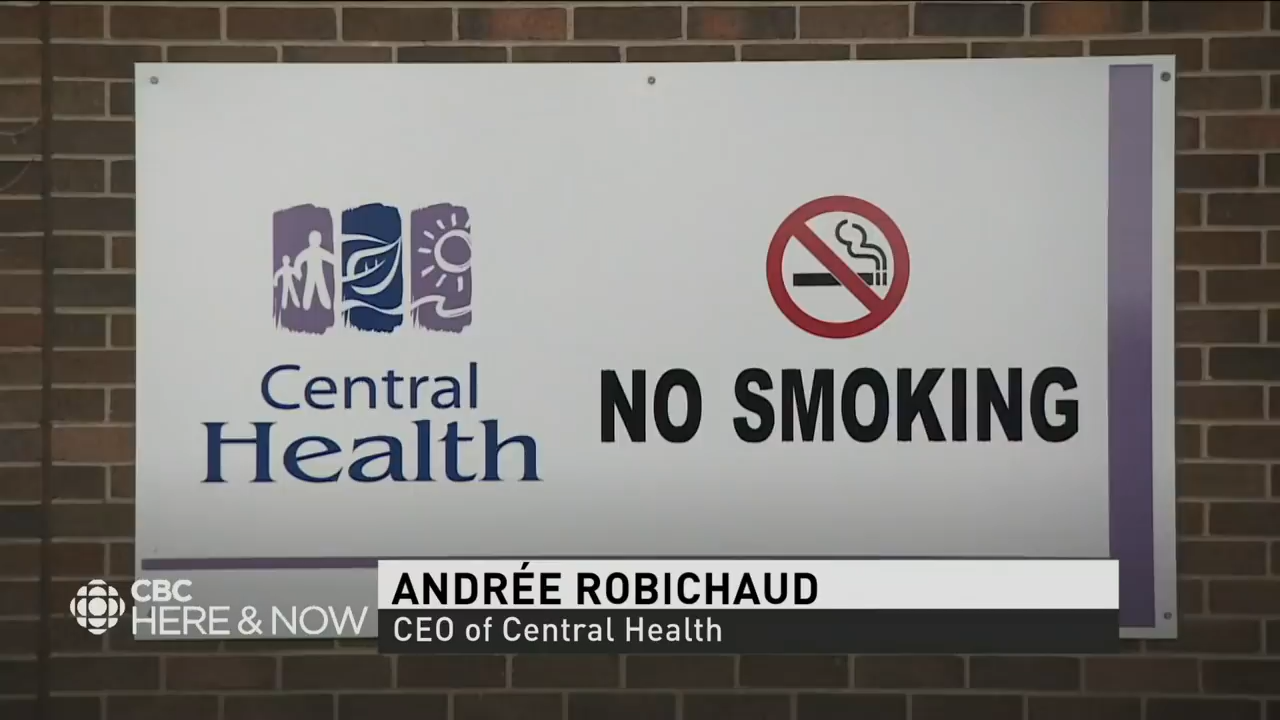 Central
Health
NO SMOKING
ANDRÉE ROBICHAUD
CEO of Central Health
CBC
HERE & NOW